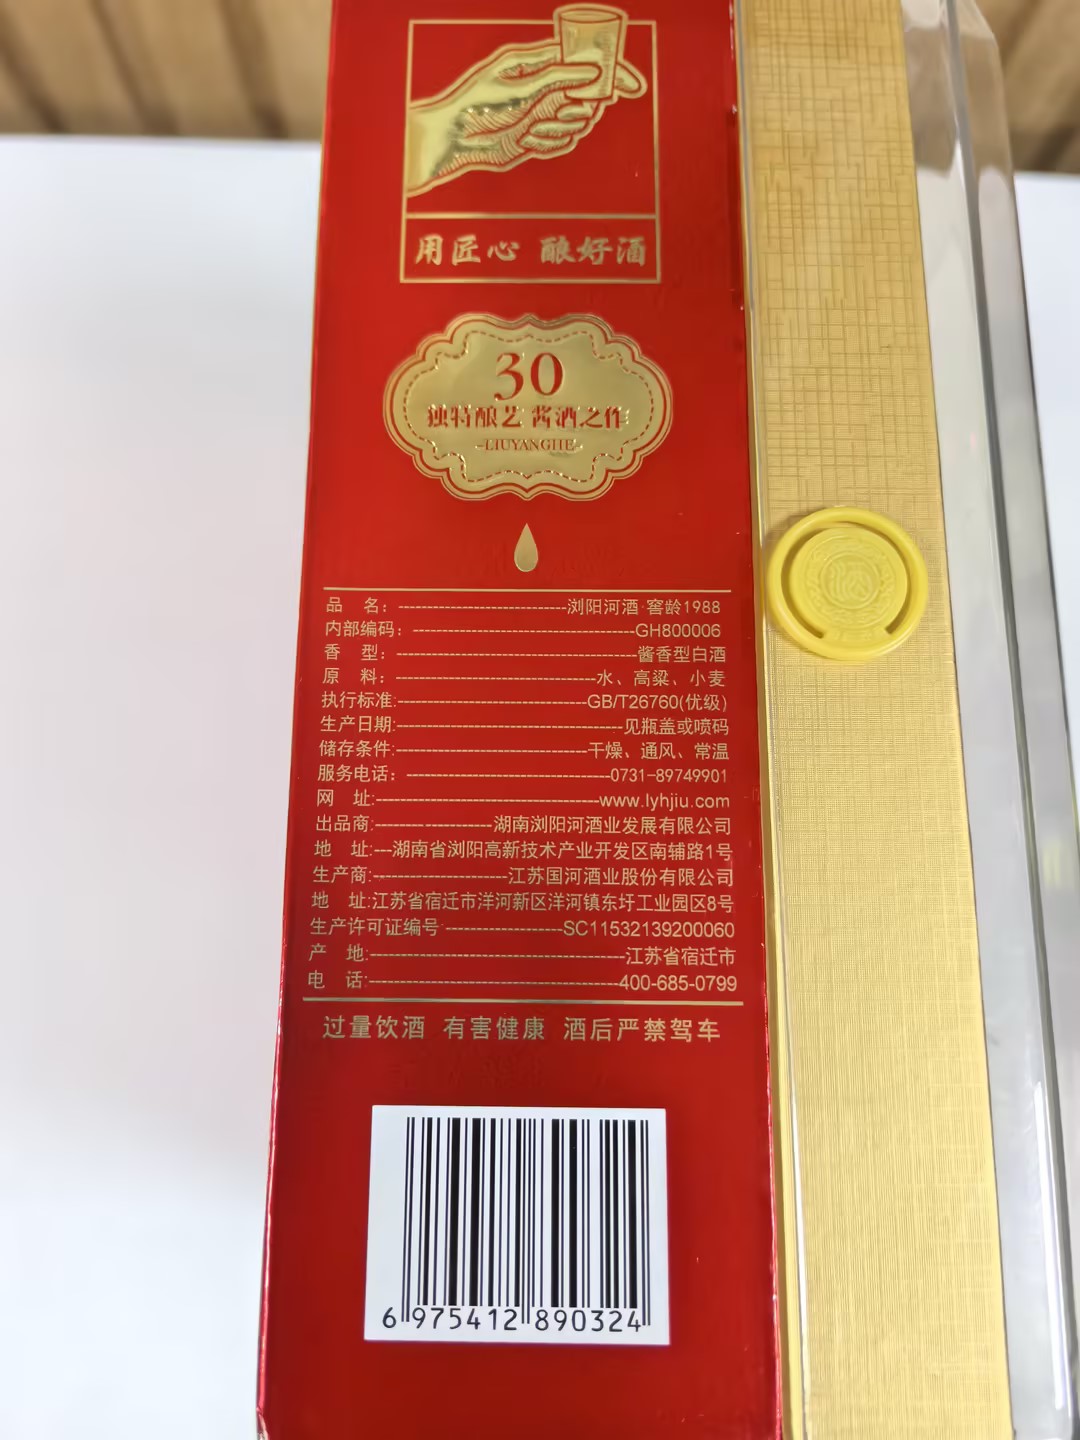 用匠心 酿好酒
30
独特酿艺 酱酒之作
-LIUYANGHE-
品 名：----------------------------浏阳河酒·窖龄1988
内部编码：-------------------------------------GH800006
香 型：----------------------------------------酱香型白酒
原 料：----------------------------------水、高粱、小麦
执行标准:--------------------------------GB/T26760(优级)
生产日期:--------------------------------------见瓶盖或喷码
储存条件:--------------------------------干燥、通风、常温
服务电话：----------------------------------0731-89749901
网 址:--------------------------------------www.lyhjiu.com
出品商:--------------------湖南浏阳河酒业发展有限公司
地 址:---湖南省浏阳高新技术产业开发区南辅路1号
生产商:-----------------------江苏国河酒业股份有限公司
地 址:江苏省宿迁市洋河新区洋河镇东圩工业园区8号
生产许可证编号--------------------SC11532139200060
产 地:-------------------------------------------江苏省宿迁市
电 话:------------------------------------------400-685-0799
过量饮酒 有害健康 酒后严禁驾车
6 975412 890324